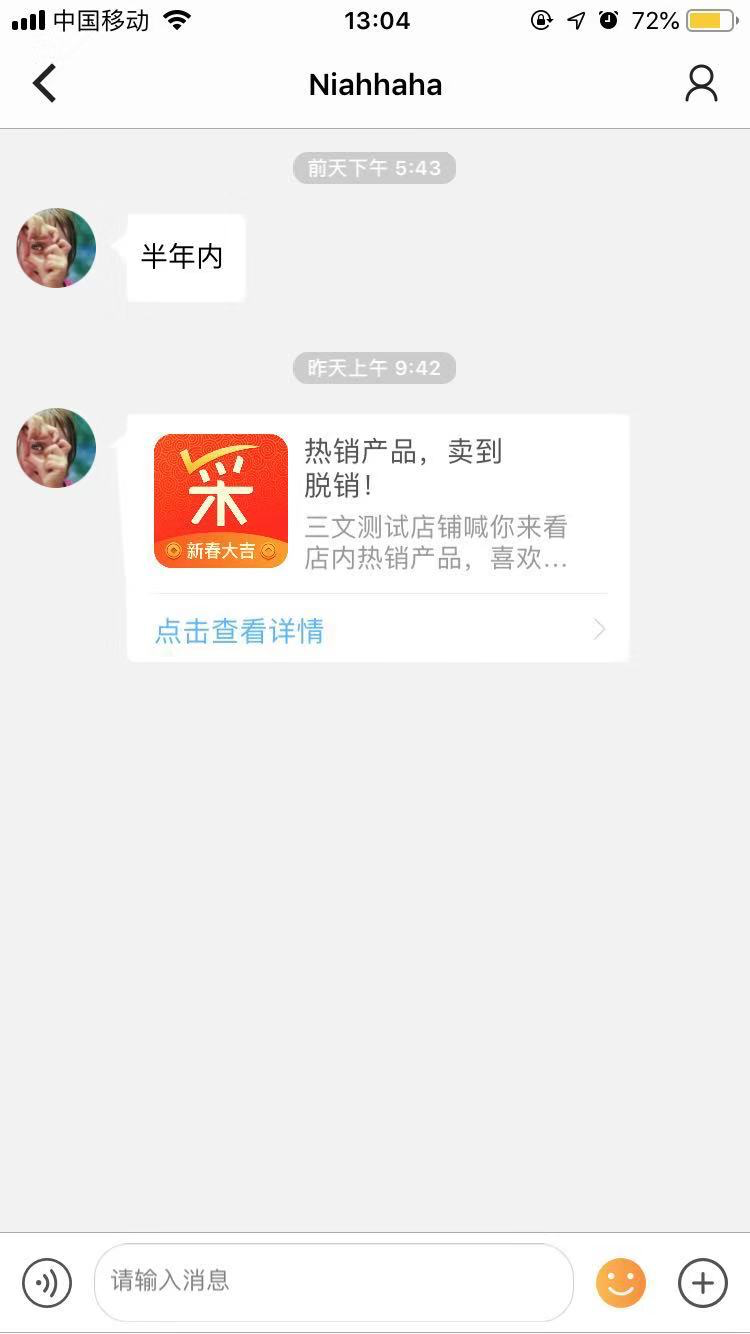 中国移动
13:04
72%
Niahhaha
前天下午 5:43
半年内
昨天上午 9:42
采
新春大吉
热销产品，卖到
脱销！
三文测试店铺喊你来看
店内热销产品，喜欢...
点击查看详情
请输入消息